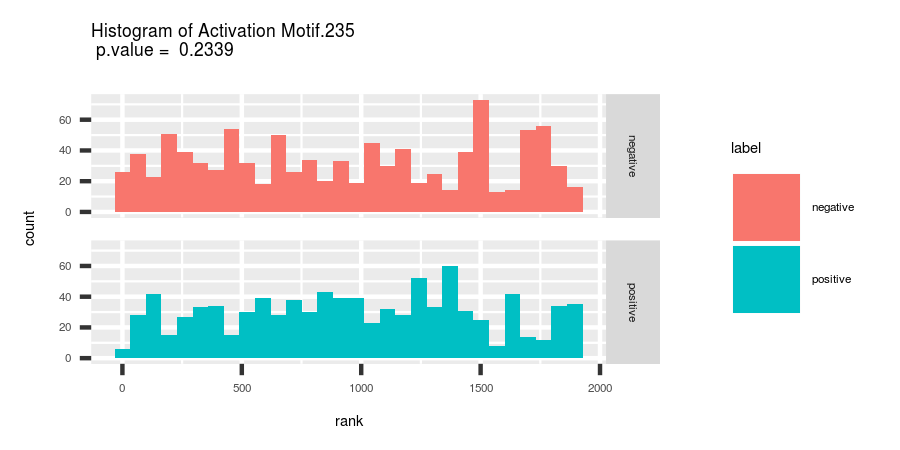 Histogram of Activation Motif.235
p.value =  0.2339
count
60
40
20
0
negative
60
40
20
0
positive
0 500 1000 1500 2000
rank
label
negative
positive